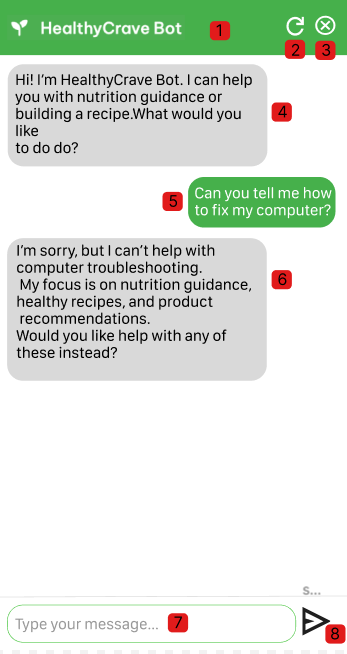 HealthyCrave Bot 1
2 3
Hi! I'm HealthyCrave Bot. I can help
you with nutrition guidance or
building a recipe.What would you
like
to do do?
4
5
Can you tell me how
to fix my computer?
I'm sorry, but I can't help with
computer troubleshooting.
My focus is on nutrition guidance,
healthy recipes, and product
recommendations.
Would you like help with any of
these instead?
6
S...
Type your message... 7
8